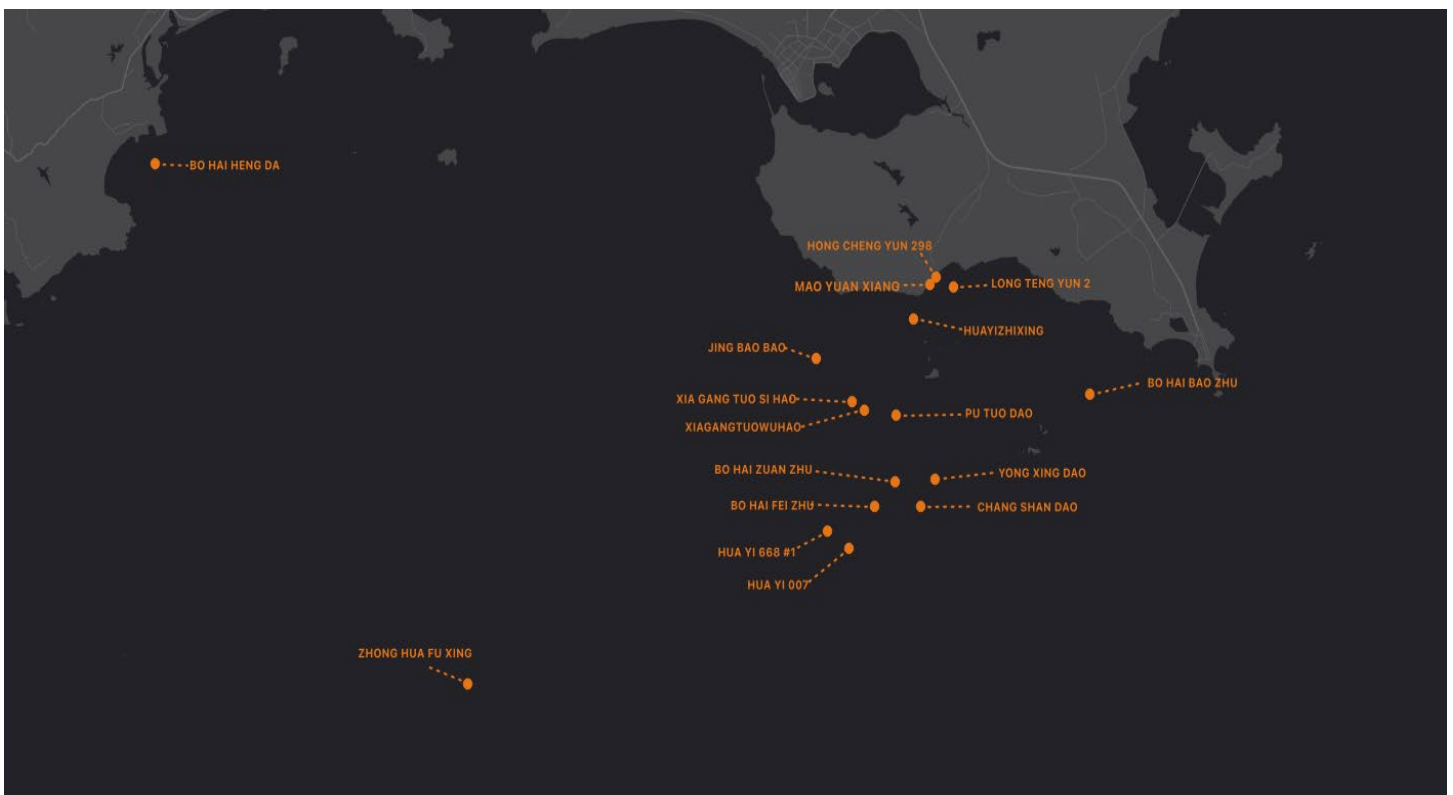 BO HAI HENG DA
HONG CHENG YUN 298
MAO YUAN XIANG
LONG TENG YUN 2
HUAYIZHIXING
JING BAO BAO
BO HAI BAO ZHU
XIA GANG TUO SI HAO
PU TUO DAO
XIAGANGTUOWUHAO
BO HAI ZUAN ZHU
YONG XING DAO
BO HAI FEI ZHU
CHANG SHAN DAO
HUA YI 668 #1
HUA YI 007
ZHONG HUA FU XING